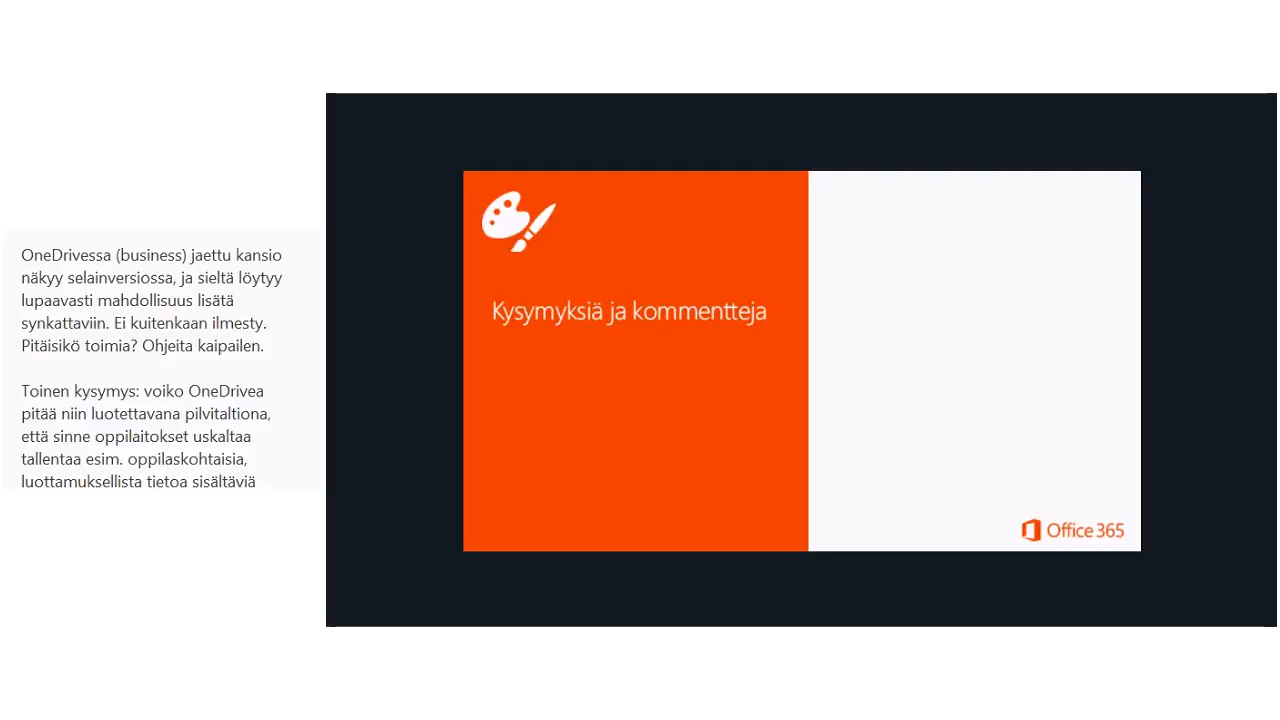 OneDrivessa (business) jaettu kansio
näkyy selainversiossa, ja sieltä löytyy
lupaavasti mahdollisuus lisätä
synkattaviin. Ei kuitenkaan ilmesty.
Pitäisikö toimia? Ohjeita kaipailen.
Toinen kysymys: voiko OneDrivea
pitää niin luotettavana pilvitaltiona,
että sinne oppilaitokset uskaltaa
tallentaa esim. oppilaskohtaisia,
luottamuksellista tietoa sisältäviä
Kysymyksiä ja kommentteja
Office 365